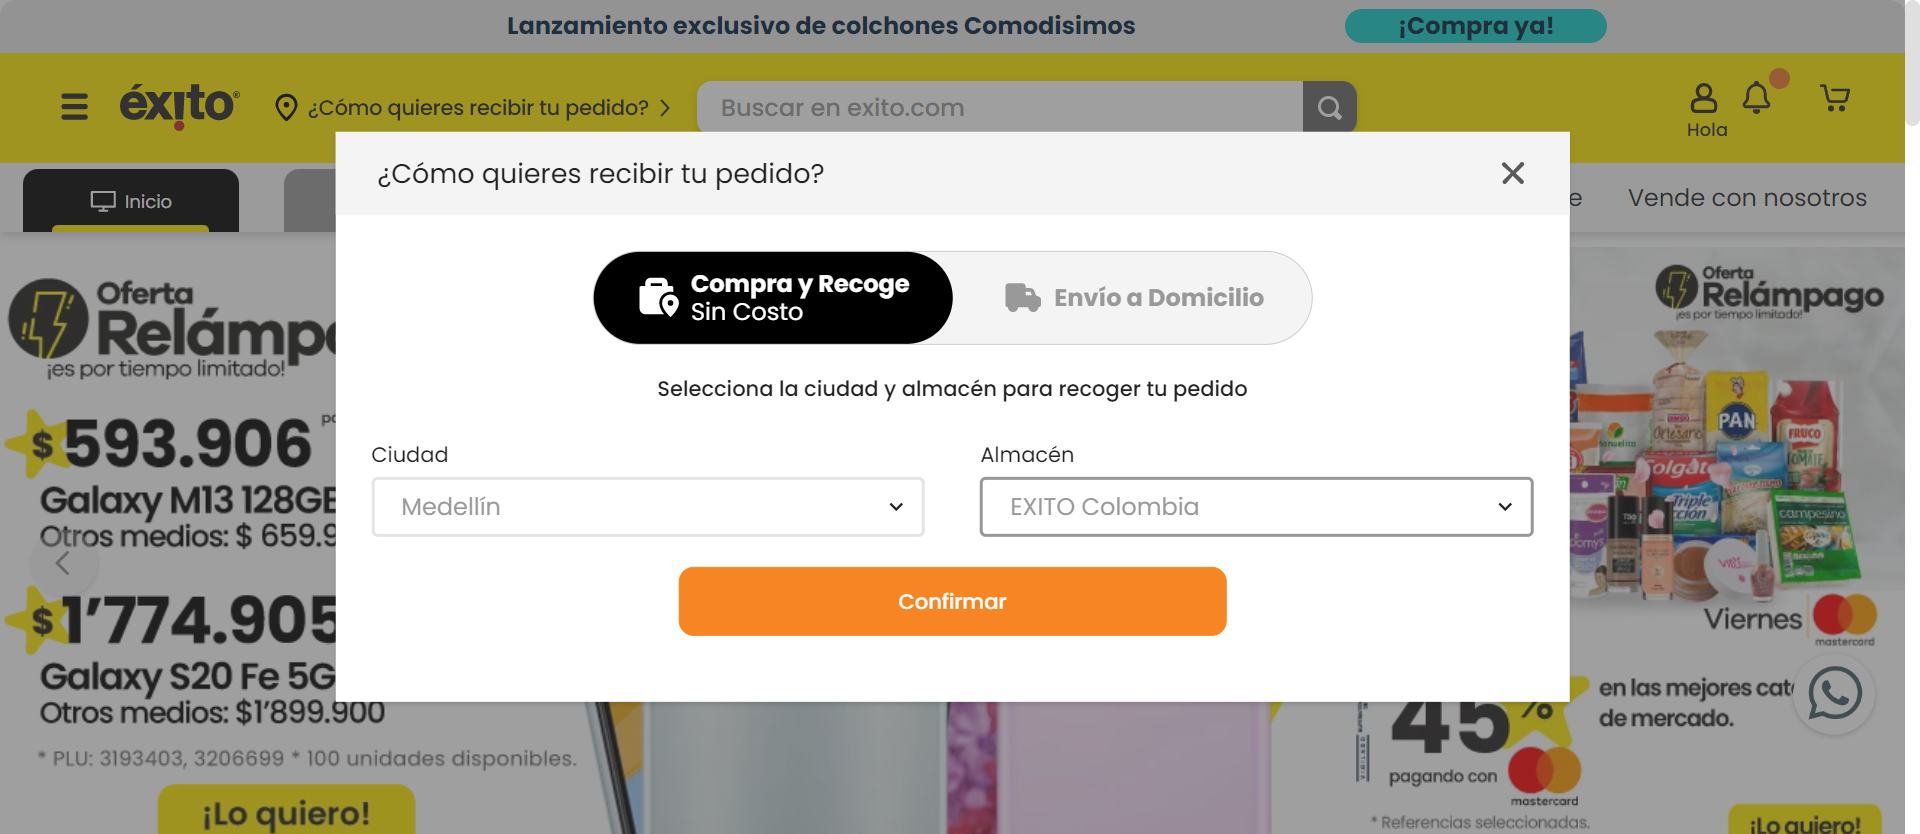 Lanzamiento exclusivo de colchones Comodisimos
¡Compra ya!
éxito
¿Cómo quieres recibir tu pedido?
Buscar en exito.com
Hola
Inicio
Vende con nosotros
¿Cómo quieres recibir tu pedido?
Compra y Recoge
Sin Costo
Envío a Domicilio
Selecciona la ciudad y almacén para recoger tu pedido
Ciudad
Almacén
Medellín
EXITO Colombia
Confirmar
Oferta
Relámp
¡es por tiempo limitado!
$593.906
Galaxy M13 128GB
Otros medios: $ 659.9
$1'774.905
Galaxy S20 Fe 5G
Otros medios: $1'899.900
* PLU: 3193403, 3206699 * 100 unidades disponibles.
¡Lo quiero!
Oferta
Relámpago
¡es por tiempo limitado!
PAN
FRUCO
TOMATE
Artesano
Colgate
Triple
campesino
Viernes
mastercard
en las mejores cat
de mercado.
45%
pagando con
mastercard
* Referencias seleccionadas.
¡Lo quiero!
VIGILADO